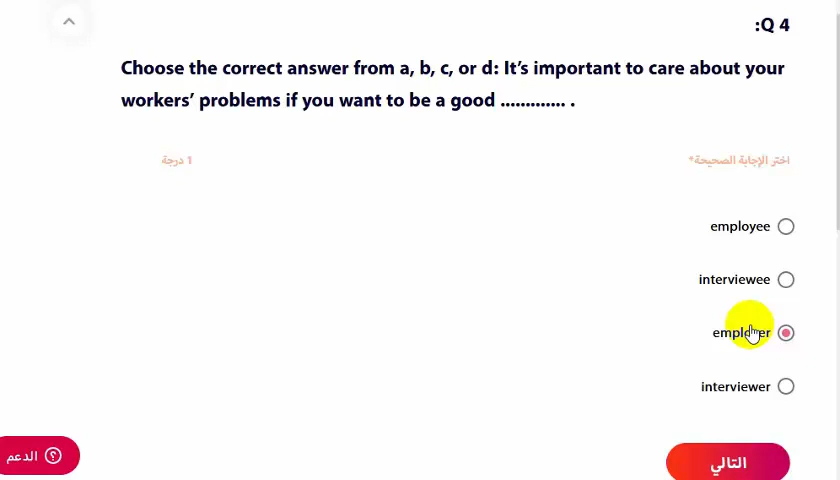 :Q 4
Choose the correct answer from a, b, c, or d: It's important to care about your
workers' problems if you want to be a good ............. .
اختر الإجابة الصحيحة*
1 درجة
employee
interviewee
employer
interviewer
الدعم
التالي